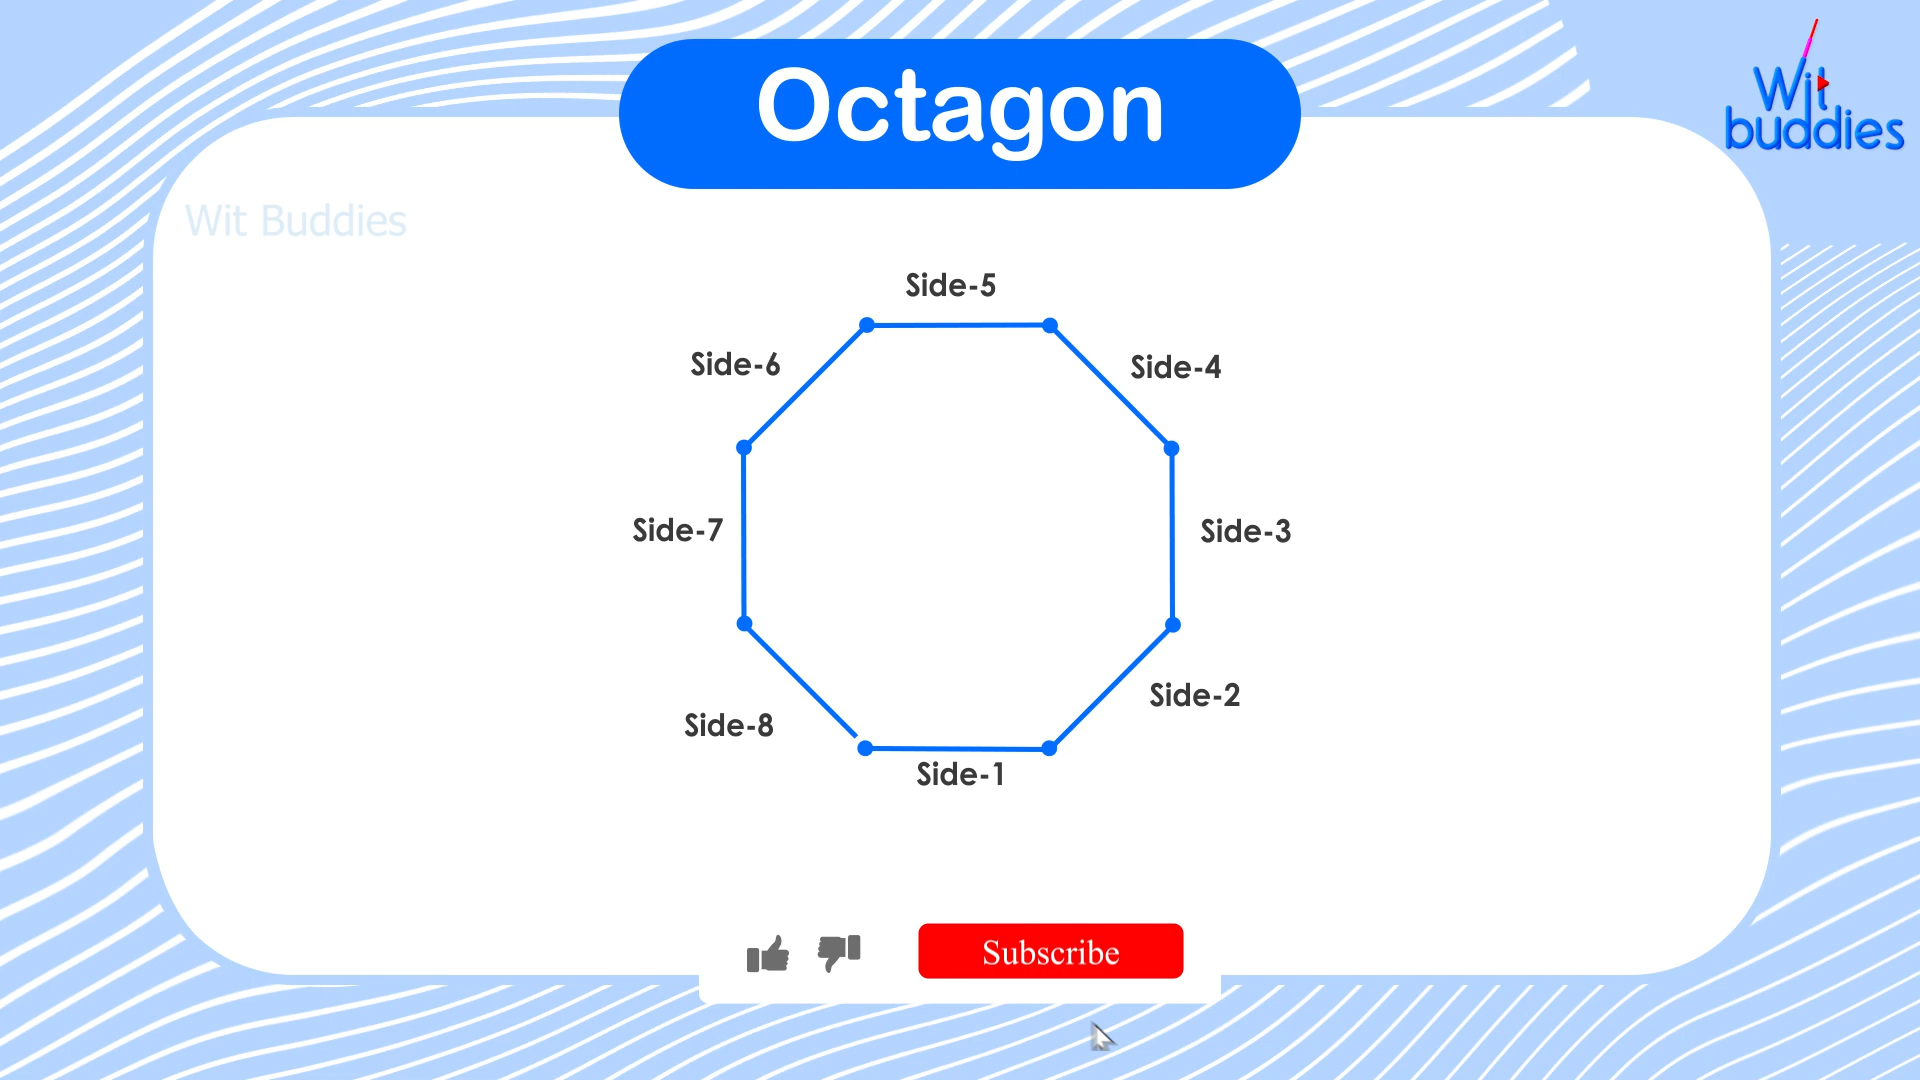 Octagon
Wit
buddies
Wit Buddies
Side-5
Side-6
Side-4
Side-7
Side-3
Side-2
Side-8
Side-1
Subscribe